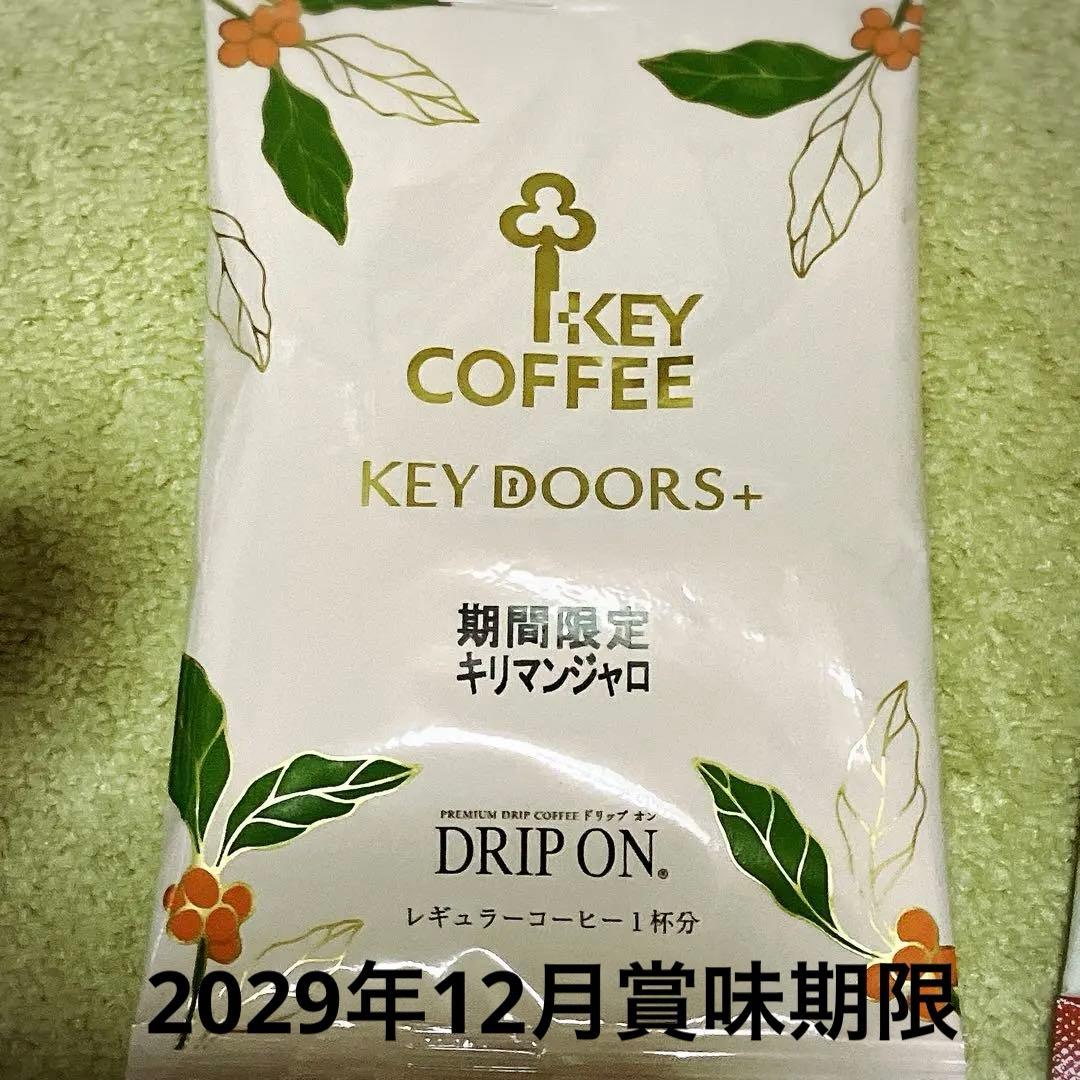 KEY
COFFEE
KEY DOORS+
期間限定
キリマンジャロ
PREMIUM DRIP COFFEE ドリップ オン
DRIP ON®
レギュラーコーヒー1杯分
2029年12月賞味期限